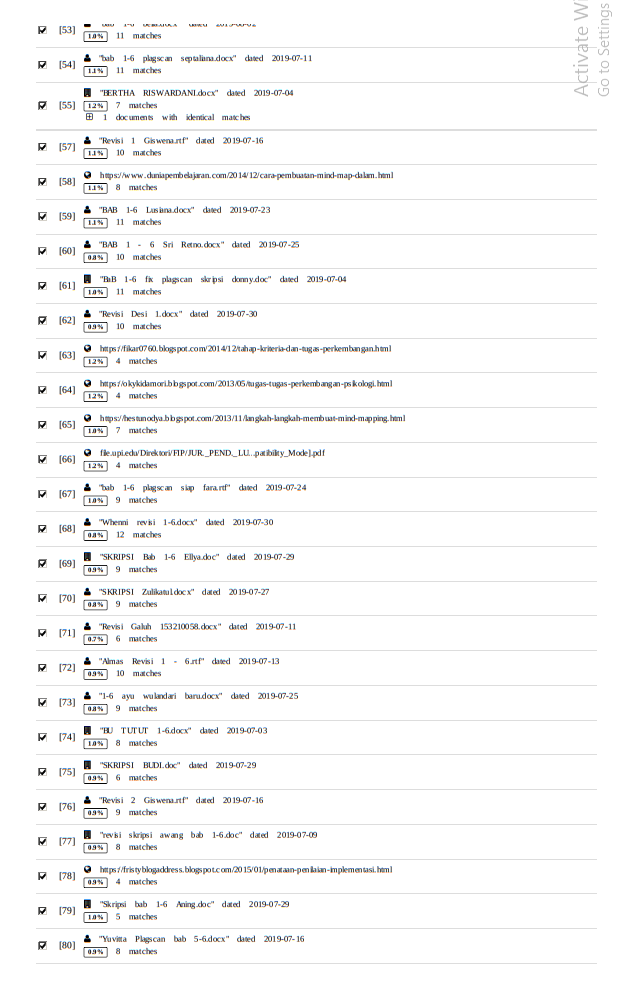 [53]
1.0% 11 matches
[54] "bab 1-6 plagscan septaliana.docx" dated 2019-07-11
1.1% 11 matches
[55] "BERTHA RISWARDANI.docx" dated 2019-07-04
1.2% 7 matches
1 documents with identical matches
[57] "Revisi 1 Giswena.rtf" dated 2019-07-16
1.1% 10 matches
[58] https://www.duniapembelajaran.com/2014/12/cara-pembuatan-mind-map-dalam.html
1.1% 8 matches
[59] "BAB 1-6 Lusiana.docx" dated 2019-07-23
1.1% 11 matches
[60] "BAB 1 - 6 Sri Retno.docx" dated 2019-07-25
0.8% 10 matches
[61] "BaB 1-6 fix plagscan skripsi donny.doc" dated 2019-07-04
1.0% 11 matches
[62] "Revisi Desi 1.docx" dated 2019-07-30
0.9% 10 matches
[63] https://fikar0760.blogspot.com/2014/12/tahap-kriteria-dan-tugas-perkembangan.html
1.2% 4 matches
[64] https://okykidamori.blogspot.com/2013/05/tugas-tugas-perkembangan-psikologi.html
1.2% 4 matches
[65] https://hestunodya.blogspot.com/2013/11/langkah-langkah-membuat-mind-mapping.html
1.0% 7 matches
[66] file.upi.edu/Direktori/FIP/JUR._PEND._LU...patibility_Mode].pdf
1.2% 4 matches
[67] "bab 1-6 plagscan siap fara.rtf" dated 2019-07-24
1.0% 9 matches
[68] "Whenni revisi 1-6.docx" dated 2019-07-30
0.8% 12 matches
[69] "SKRIPSI Bab 1-6 Ellya.doc" dated 2019-07-29
0.9% 9 matches
[70] "SKRIPSI Zulikatul.docx" dated 2019-07-27
0.8% 9 matches
[71] "Revisi Galuh 153210058.docx" dated 2019-07-11
0.7% 6 matches
[72] "Almas Revisi 1 - 6.rtf" dated 2019-07-13
0.9% 10 matches
[73] "1-6 ayu wulandari baru.docx" dated 2019-07-25
0.8% 9 matches
[74] "BU TUTUT 1-6.docx" dated 2019-07-03
1.0% 8 matches
[75] "SKRIPSI BUDI.doc" dated 2019-07-29
0.9% 6 matches
[76] "Revisi 2 Giswena.rtf" dated 2019-07-16
0.9% 9 matches
[77] "revisi skripsi awang bab 1-6.doc" dated 2019-07-09
0.9% 8 matches
[78] https://fristyblogaddress.blogspot.com/2015/01/penataan-penilaian-implementasi.html
0.9% 4 matches
[79] "Skripsi bab 1-6 Aning.doc" dated 2019-07-29
1.0% 5 matches
[80] "Yuvitta Plagscan bab 5-6.docx" dated 2019-07-16
0.9% 8 matches
Activate W
Go to Settings